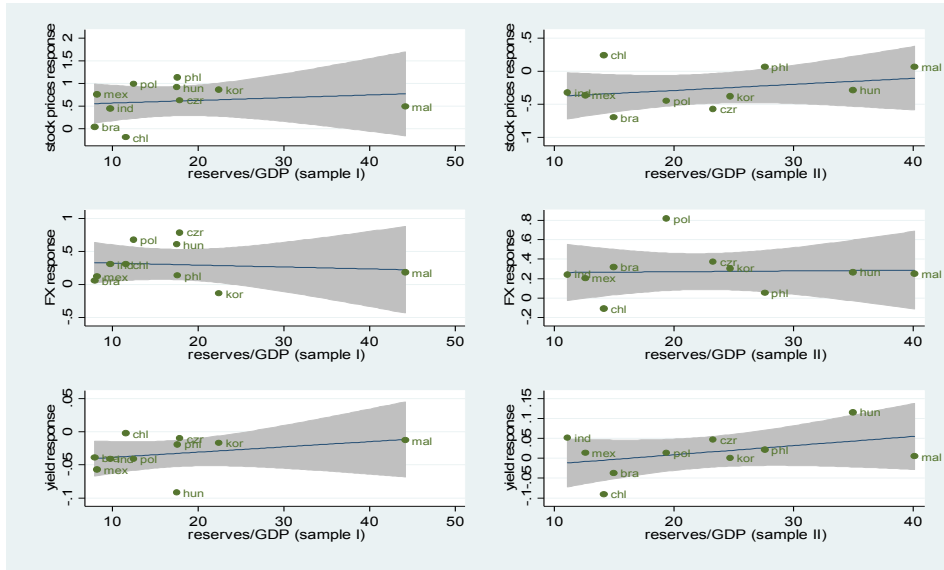 stock prices response
0 .5 1 1.5 2
pol
phl
mex
hun
kor
ind
czr
mal
bra
chl
10 20 30 40 50
reserves/GDP (sample I)
stock prices response
-1 -.5 0 .5
chl
phl
mal
ind
mex
hun
pol
kor
czr
bra
10 20 30 40
reserves/GDP (sample II)
FX response
-.5 0 .5 1
czr
pol
hun
ind
chl
mex
phl
mal
bra
kor
10 20 30 40 50
reserves/GDP (sample I)
FX response
-.2 0 .2 .4 .6 .8
pol
bra
czr
kor
ind
mex
hun
mal
phl
chl
10 20 30 40
reserves/GDP (sample II)
yield response
-.1 -.05 0 .05
chl
czr
phl
kor
mal
bra
ind
pol
mex
hun
10 20 30 40 50
reserves/GDP (sample I)
yield response
-.1 -.05 0 .05 .1 .15
hun
ind
czr
mex
pol
phl
kor
mal
bra
chl
10 20 30 40
reserves/GDP (sample II)